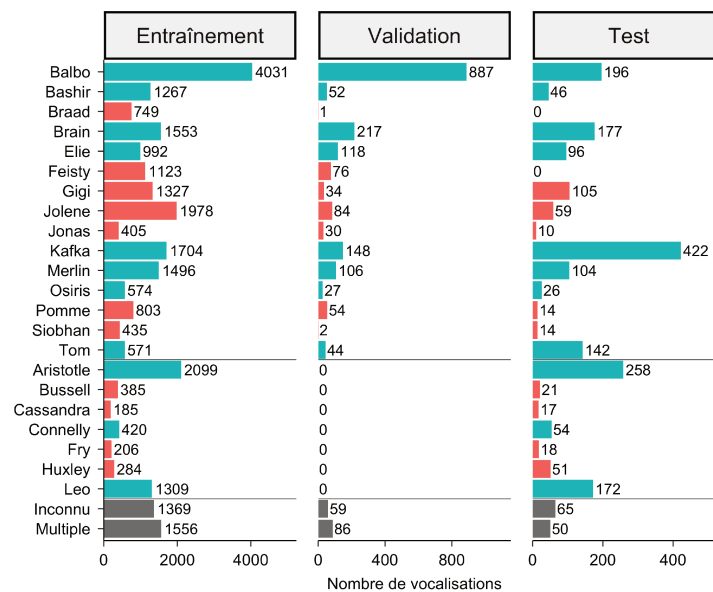 Entraînement Validation Test
Balbo 4031 887 196
Bashir 1267 52 46
Braad 749 1 0
Brain 1553 217 177
Elie 992 118 96
Feisty 1123 76 0
Gigi 1327 34 105
Jolene 1978 84 59
Jonas 405 30 10
Kafka 1704 148 422
Merlin 1496 106 104
Osiris 574 27 26
Pomme 803 54 14
Siobhan 435 2 14
Tom 571 44 142
Aristotle 2099 0 258
Bussell 385 0 21
Cassandra 185 0 17
Connelly 420 0 54
Fry 206 0 18
Huxley 284 0 51
Leo 1309 0 172
Inconnu 1369 59 65
Multiple 1556 86 50
0 2000 4000 0 400 800 0 200 400
Nombre de vocalisations